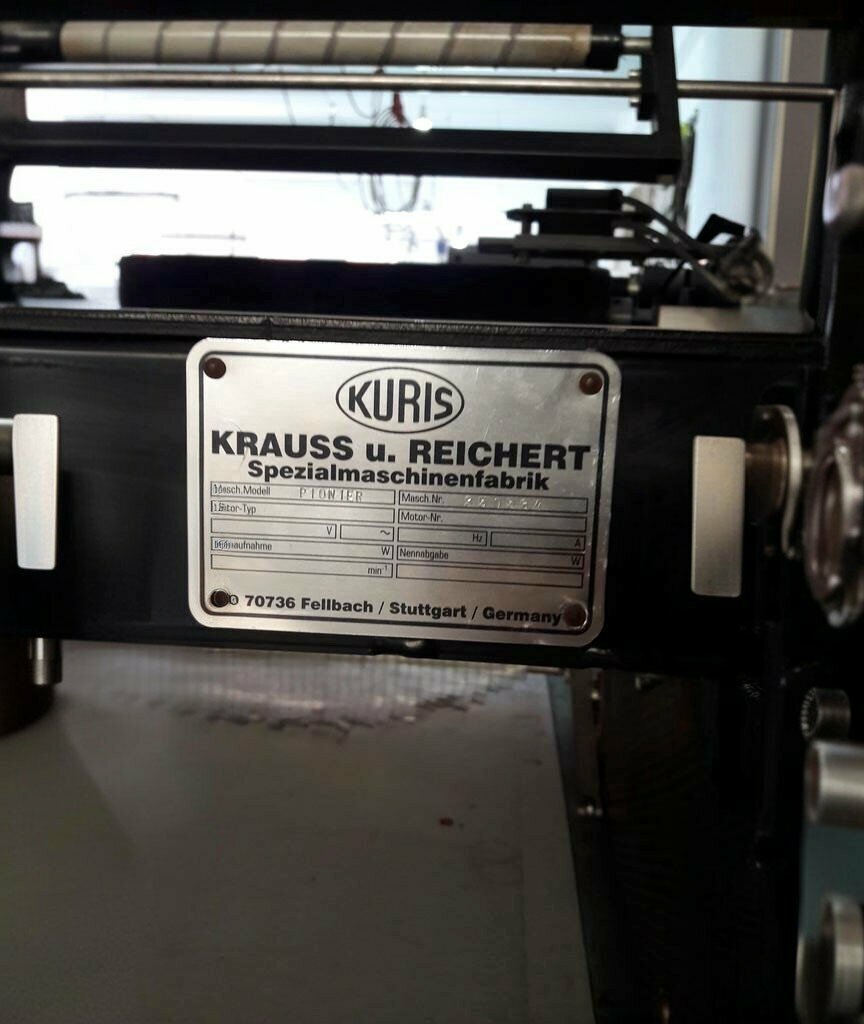 KURIS
KRAUSS u. REICHERT
Spezialmaschinenfabrik
Masch.Modell PIONIER Masch.Nr.
Motor-Nr.
V ~ Hz A
W Nennabgabe W
min⁻¹
70736 Fellbach / Stuttgart / Germany